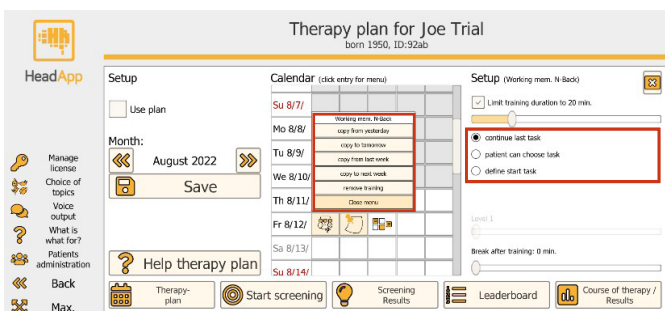 Therapy plan for Joe Trial
born 1950, ID:92ab
HeadApp
Manage
license
Choice of
topics
Voice
output
What is
what for?
Patients
administration
Back
Max.
Setup
Use plan
Month:
August 2022
Save
Help therapy plan
Calendar (click entry for menu)
Su 8/7/
Mo 8/8/
Tu 8/9/
We 8/10/
Th 8/11/
Fr 8/12/
Sa 8/13/
Su 8/14/
Working mem. N-Back
copy from yesterday
copy to tomorrow
copy from last week
copy to next week
remove training
Close menu
Setup (Working mem. N-Back)
Limit training duration to 20 min.
continue last task
patient can choose task
define start task
Level 1
Break after training: 0 min.
Therapy-
plan
Start screening
Screening
Results
Leaderboard
Course of therapy /
Results